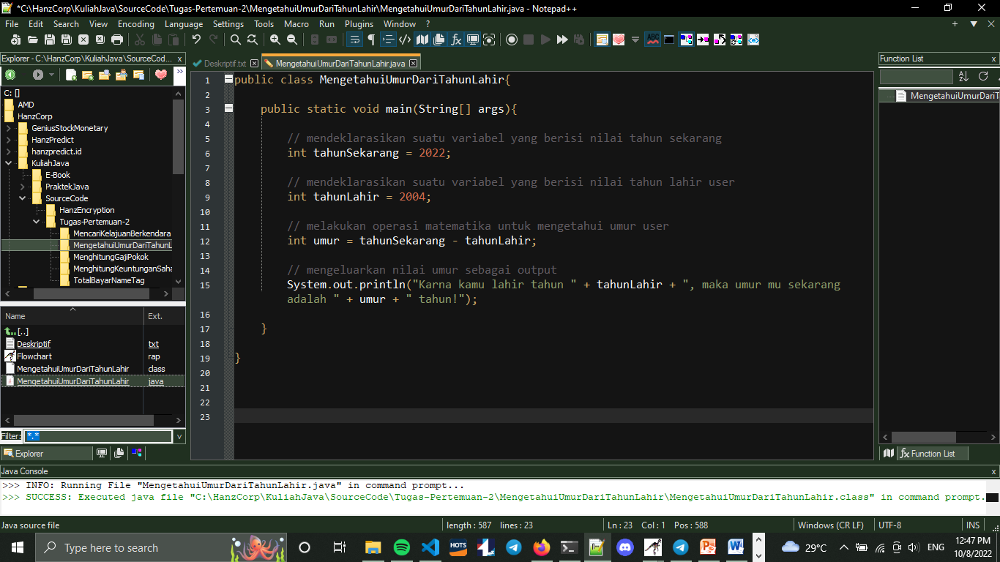 *C:\HanzCorp\KuliahJava\SourceCode\Tugas-Pertemuan-2\MengetahuiUmurDariTahunLahir\MengetahuiUmurDariTahunLahir.java - Notepad++
File Edit Search View Encoding Language Settings Tools Macro Run Plugins Window ?
Explorer - C:\HanzCorp\KuliahJava\SourceCod... x
C: []
AMD
HanzCorp
GeniusStockMonetary
HanzPredict
hanzpredict.id
KuliahJava
E-Book
PraktekJava
SourceCode
HanzEncryption
Tugas-Pertemuan-2
MencariKelajuanBerkendara
MengetahuiUmurDariTahunL
MenghitungGajiPokok
MenghitungKeuntunganSaha
TotalBayarNameTag
Name Ext.
[..]
Deskriptif txt
Flowchart rap
MengetahuiUmurDariTahunLahir class
MengetahuiUmurDariTahunLahir java
Filter: *.*
Explorer
Deskriptif.txt MengetahuiUmurDariTahunLahir.java
1 public class MengetahuiUmurDariTahunLahir{
2
3 public static void main(String[] args){
4
5 // mendeklarasikan suatu variabel yang berisi nilai tahun sekarang
6 int tahunSekarang = 2022;
7
8 // mendeklarasikan suatu variabel yang berisi nilai tahun lahir user
9 int tahunLahir = 2004;
10
11 // melakukan operasi matematika untuk mengetahui umur user
12 int umur = tahunSekarang - tahunLahir;
13
14 // mengeluarkan nilai umur sebagai output
15 System.out.println("Karna kamu lahir tahun " + tahunLahir + ", maka umur mu sekarang
adalah " + umur + " tahun!");
16
17 }
18
19 }
20
21
22
23
Function List x
MengetahuiUmurDariT
Function List
Java Console x
>>> INFO: Running File "MengetahuiUmurDariTahunLahir.java" in command prompt...
>>> SUCCESS: Executed java file "C:\HanzCorp\KuliahJava\SourceCode\Tugas-Pertemuan-2\MengetahuiUmurDariTahunLahir\MengetahuiUmurDariTahunLahir.class" in command prompt.
Java source file length : 587 lines : 23 Ln : 23 Col : 1 Pos : 588 Windows (CR LF) UTF-8 INS
Type here to search HOTS 29°C ENG 12:47 PM
10/8/2022